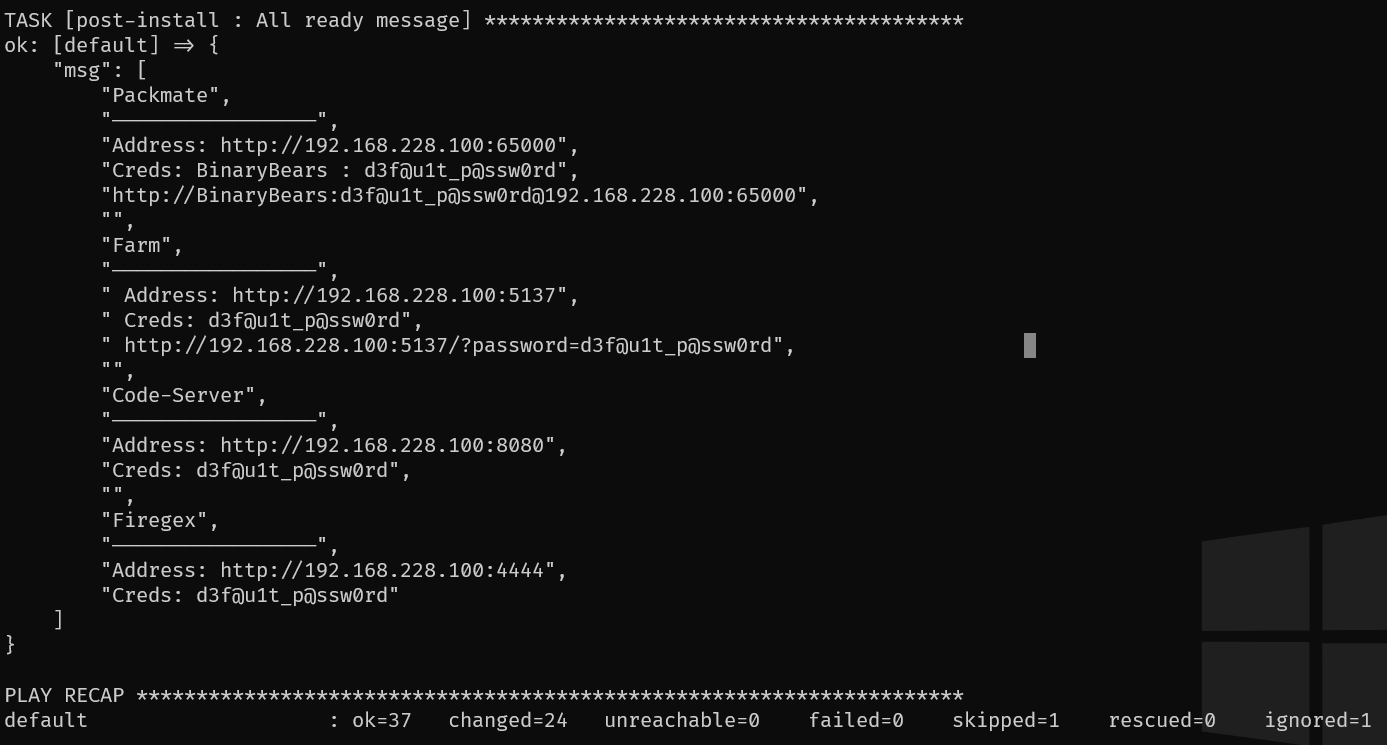 TASK [post-install : All ready message] ****************************************
ok: [default] => {
    "msg": [
        "Packmate",
        "—————————————————",
        "Address: http://192.168.228.100:65000",
        "Creds: BinaryBears : d3f@u1t_p@ssw0rd",
        "http://BinaryBears:d3f@u1t_p@ssw0rd@192.168.228.100:65000",
        "",
        "Farm",
        "—————————————————",
        " Address: http://192.168.228.100:5137",
        " Creds: d3f@u1t_p@ssw0rd",
        " http://192.168.228.100:5137/?password=d3f@u1t_p@ssw0rd",
        "",
        "Code-Server",
        "—————————————————",
        "Address: http://192.168.228.100:8080",
        "Creds: d3f@u1t_p@ssw0rd",
        "",
        "Firegex",
        "—————————————————",
        "Address: http://192.168.228.100:4444",
        "Creds: d3f@u1t_p@ssw0rd"
    ]
}
PLAY RECAP *********************************************************************
default                    : ok=37   changed=24   unreachable=0    failed=0    skipped=1    rescued=0    ignored=1